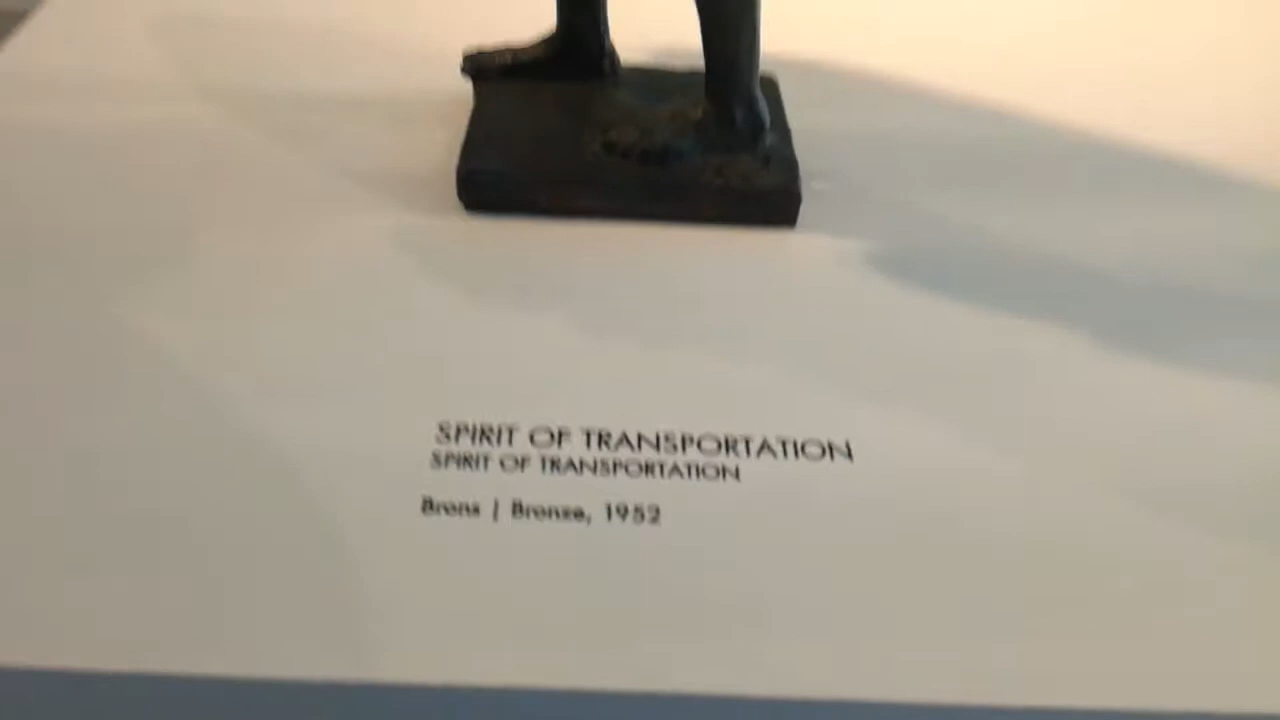 SPIRIT OF TRANSPORTATION
SPIRIT OF TRANSPORTATION
Brons | Bronze, 1952